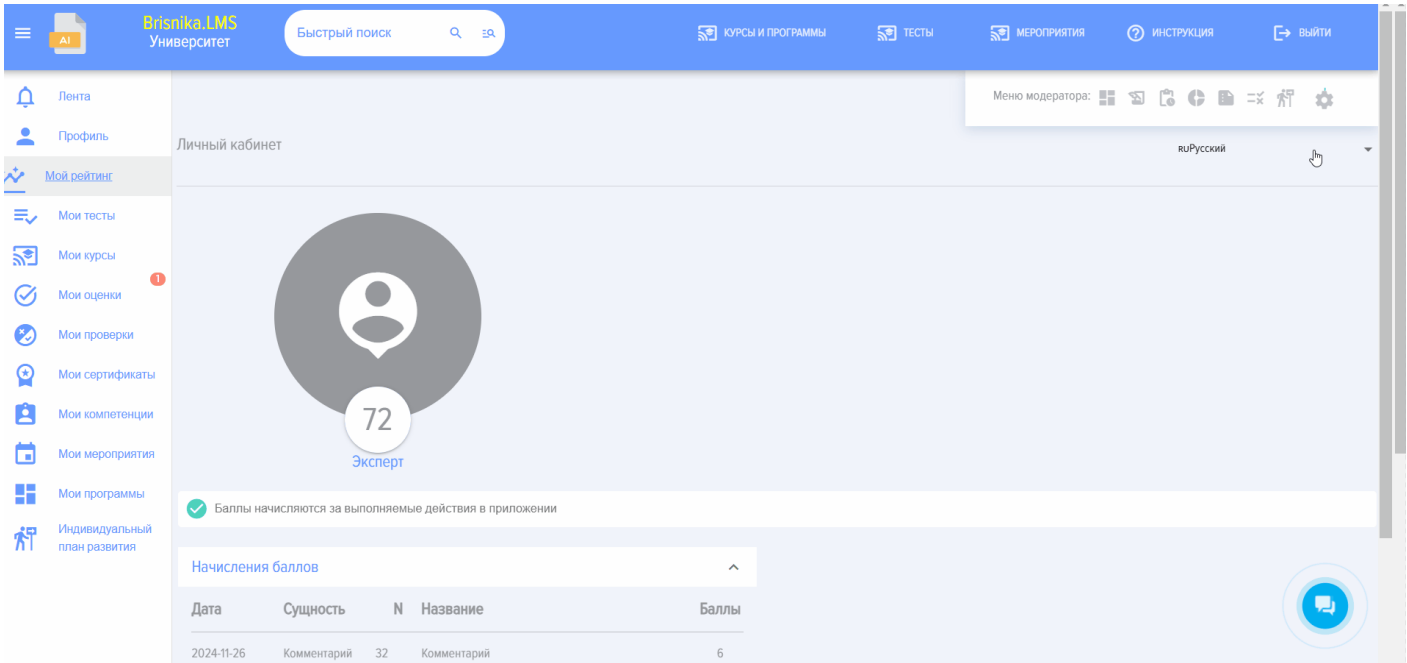 AI
Brisnika.LMS
Университет
Быстрый поиск
КУРСЫ И ПРОГРАММЫ
ТЕСТЫ
МЕРОПРИЯТИЯ
ИНСТРУКЦИЯ
ВЫЙТИ
Меню модератора:
Лента
Профиль
Мой рейтинг
Мои тесты
Мои курсы
1
Мои оценки
Мои проверки
Мои сертификаты
Мои компетенции
Мои мероприятия
Мои программы
Индивидуальный
план развития
Личный кабинет
RUРусский
72
Эксперт
Баллы начисляются за выполняемые действия в приложении
Начисления баллов
Дата Сущность N Название Баллы
2024-11-26 Комментарий 32 Комментарий 6